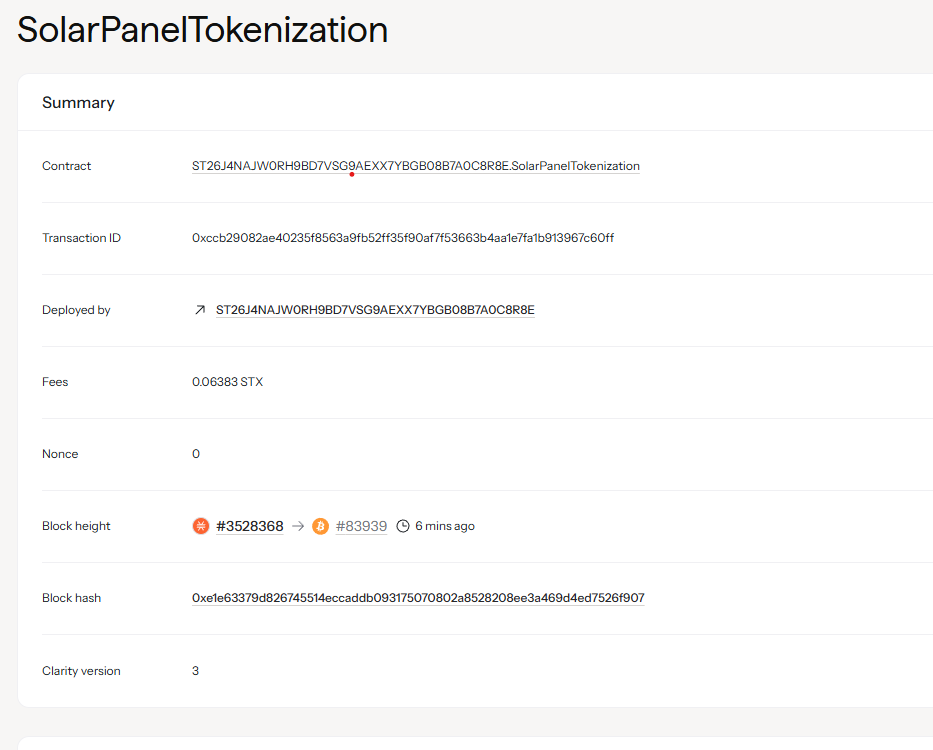 SolarPanelTokenization
Summary
Contract ST26J4NAJW0RH9BD7VSG9AEXX7YBGB08B7A0C8R8E.SolarPanelTokenization
Transaction ID 0xccb29082ae40235f8563a9fb52ff35f90af7f53663b4aa1e7fa1b913967c60ff
Deployed by ST26J4NAJW0RH9BD7VSG9AEXX7YBGB08B7A0C8R8E
Fees 0.06383 STX
Nonce 0
Block height #3528368 → #83939 6 mins ago
Block hash 0xe1e63379d826745514eccaddb093175070802a8528208ee3a469d4ed7526f907
Clarity version 3